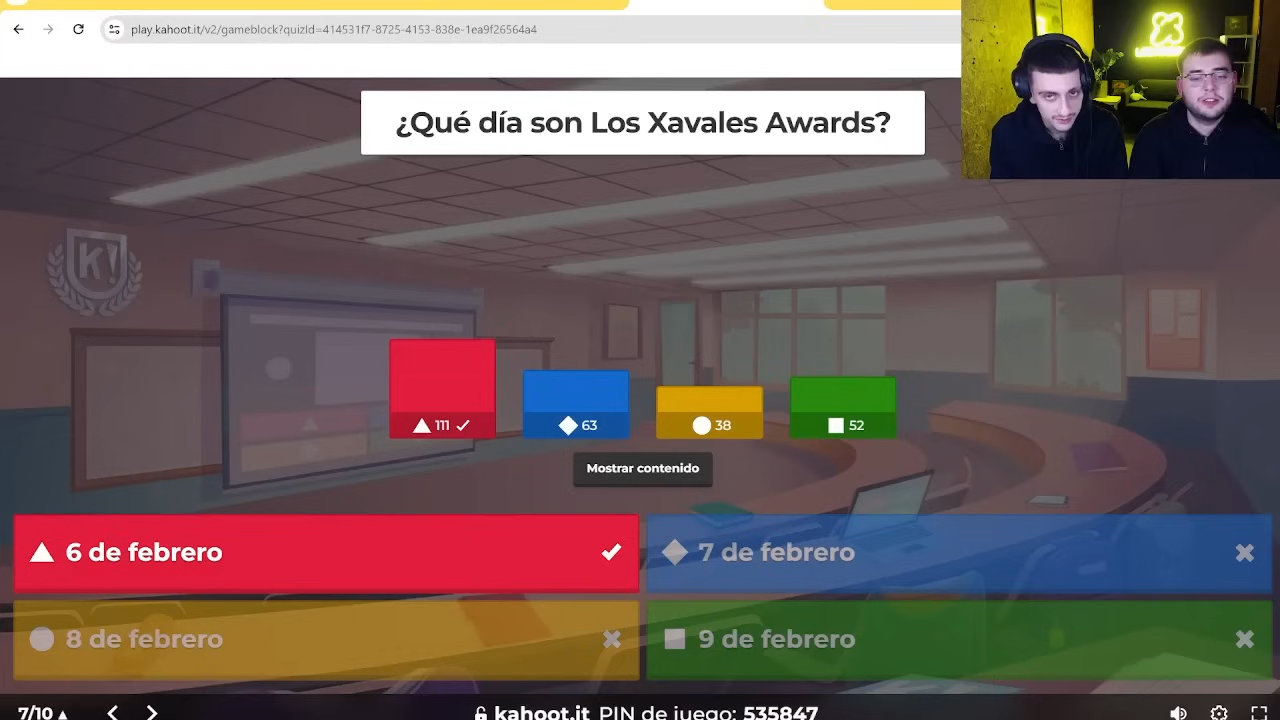 play.kahoot.it/v2/gameblock?quizId=414531f7-8725-4153-838e-1ea9f26564a4
¿Qué día son Los Xavales Awards?
K!
111
63
38
52
Mostrar contenido
6 de febrero
7 de febrero
8 de febrero
9 de febrero
7/10
kahoot.it PIN de juego: 535847